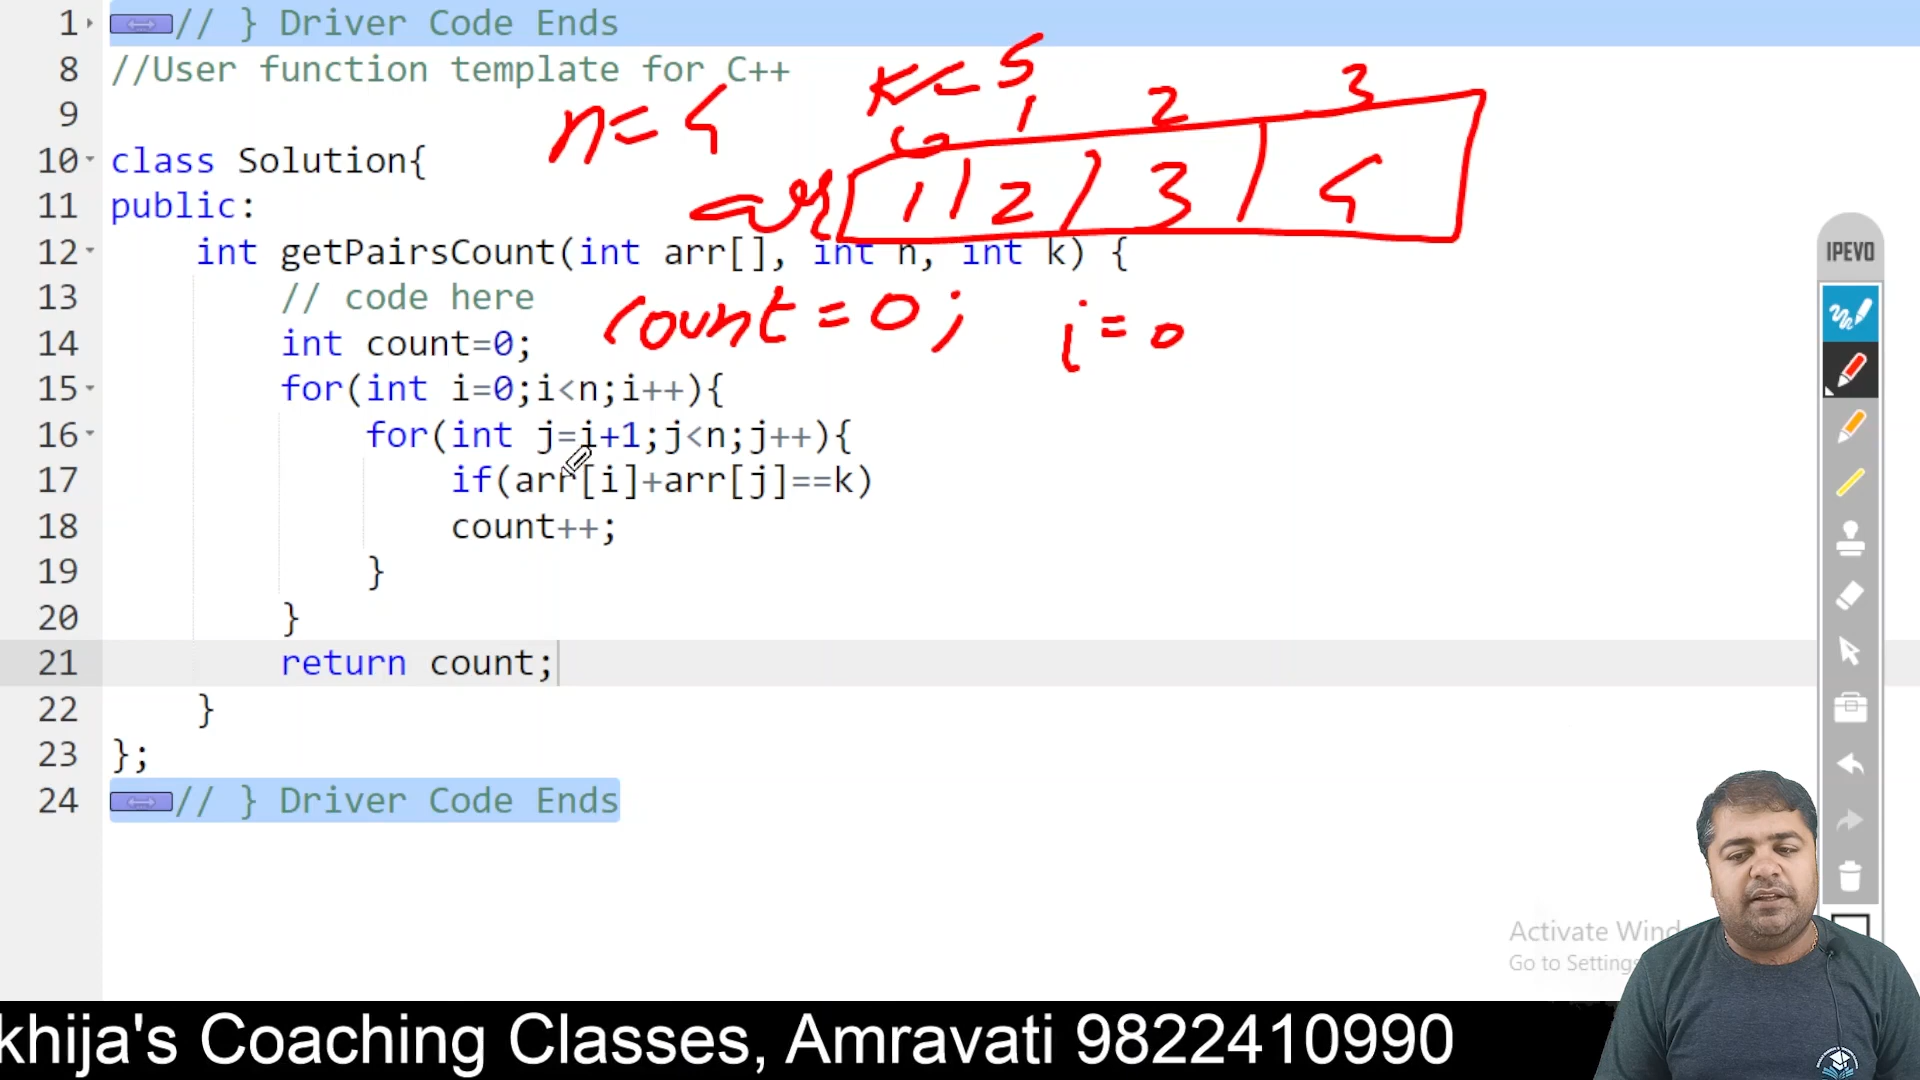 1 // } Driver Code Ends
8 //User function template for C++
9
10 class Solution{
11 public:
12 int getPairsCount(int arr[], int n, int k) {
13 // code here
14 int count=0;
15 for(int i=0;i<n;i++){
16 for(int j=i+1;j<n;j++){
17 if(arr[i]+arr[j]==k)
18 count++;
19 }
20 }
21 return count;
22 }
23 };
24 // } Driver Code Ends
n=4
k=5
0 1 2 3
arr 1 2 3 4
count=0; i=0
IPEVO
Activate Wind
Go to Settings
khija's Coaching Classes, Amravati 9822410990